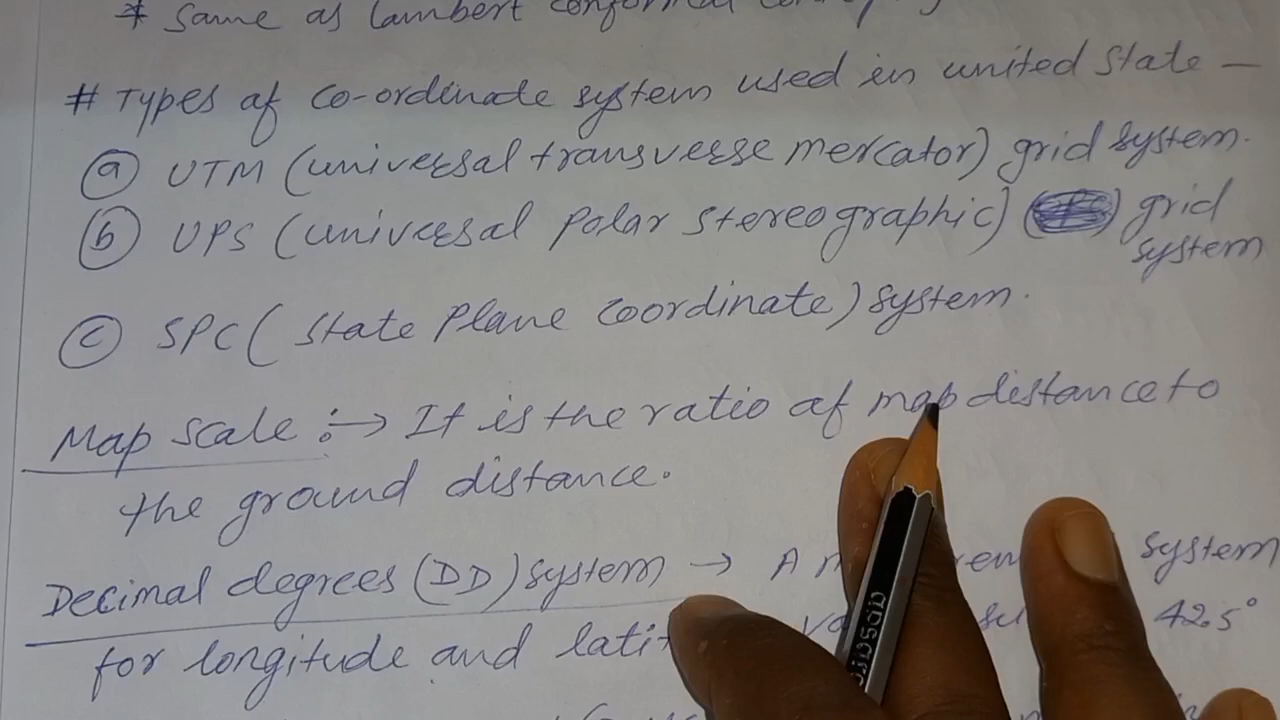 * Same as Lambert conformal
# Types of co-ordinate system used in united State —
ⓐ UTM (universal transverse mercator) grid system.
ⓑ UPS (universal Polar Stereographic) grid system
ⓒ SPC (State Plane Coordinate) system.
Map Scale :→ It is the ratio of map distance to
the ground distance.
Decimal degrees (DD) system → A system
for longitude and 42.5°